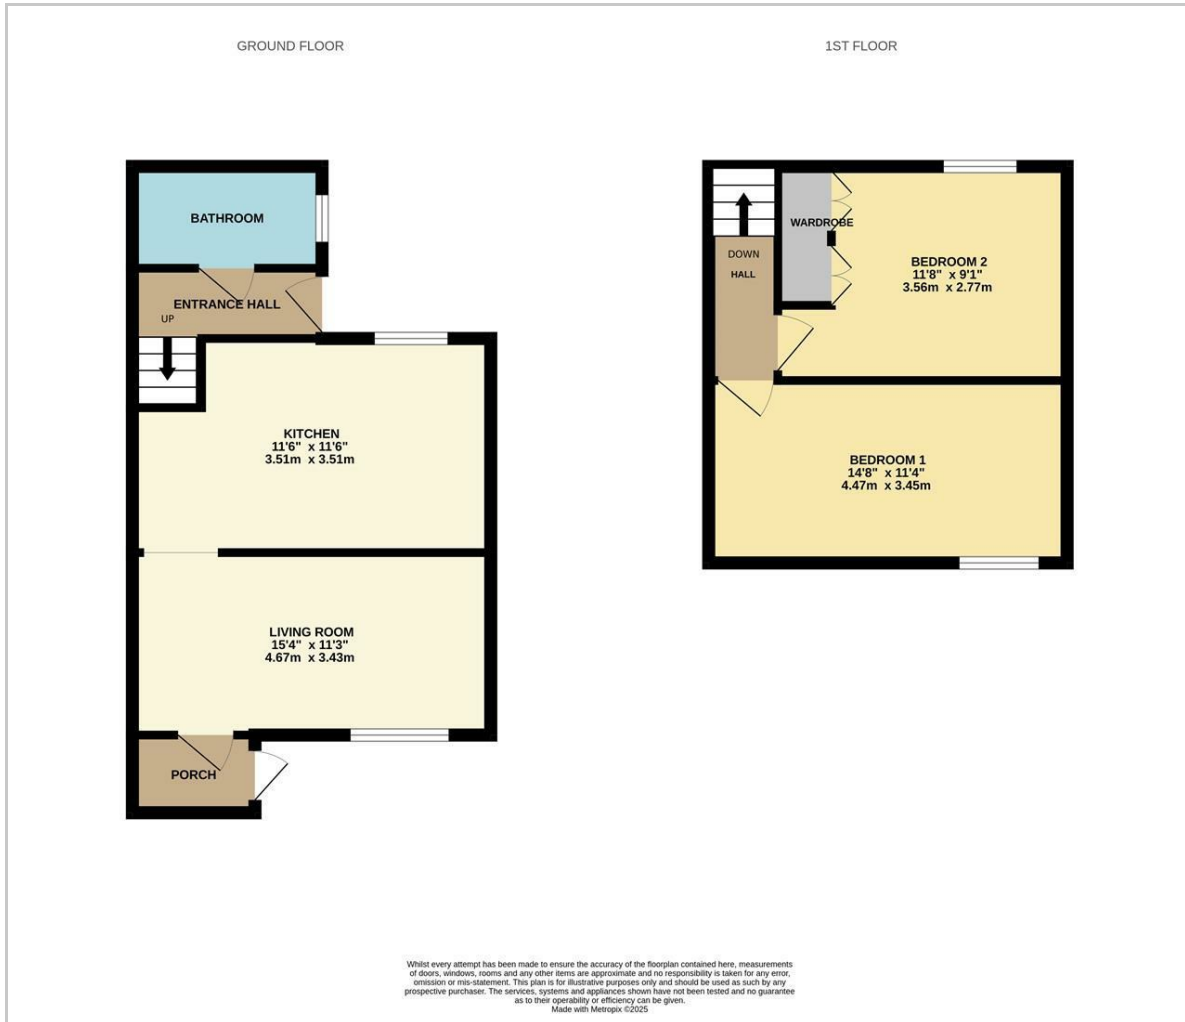 GROUND FLOOR
BATHROOM
ENTRANCE HALL
UP
KITCHEN
11'6" x 11'6"
3.51m x 3.51m
LIVING ROOM
15'4" x 11'3"
4.67m x 3.43m
PORCH
1ST FLOOR
WARDROBE
DOWN
HALL
BEDROOM 2
11'8" x 9'1"
3.56m x 2.77m
BEDROOM 1
14'8" x 11'4"
4.47m x 3.45m
Whilst every attempt has been made to ensure the accuracy of the floorplan contained here, measurements
of doors, windows, rooms and any other items are approximate and no responsibility is taken for any error,
omission or mis-statement. This plan is for illustrative purposes only and should be used as such by any
prospective purchaser. The services, systems and appliances shown have not been tested and no guarantee
as to their operability or efficiency can be given.
Made with Metropix ©2025